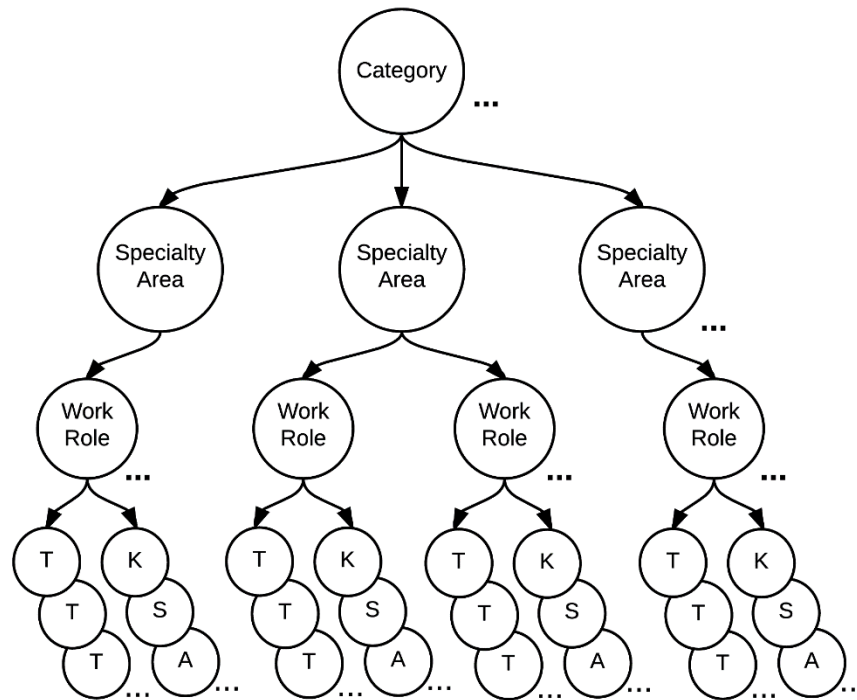 Category
...
Specialty
Area
Specialty
Area
Specialty
Area
...
Work
Role
...
Work
Role
Work
Role
...
Work
Role
...
T K T K T K T K
T S T S T S T S
T ... A ... T ... A ... T ... A ... T ... A ...